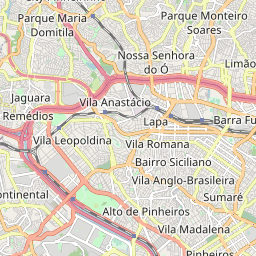 Parque Maria
Domitila
Parque Monteiro
Soares
Nossa Senhora
do Ó
Limão
Jaguara
Vila Anastácio
Remédios
Lapa
Barra Fu
Vila Leopoldina
Vila Romana
Bairro Siciliano
Vila Anglo-Brasileira
ontinental
Sumaré
Alto de Pinheiros
Vila Madalena
Pinheiros